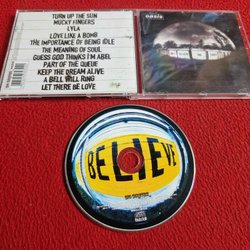 TURN UP THE SUN
MUCKY FINGERS
LYLA
LOVE LIKE A BOMB
THE IMPORTANCE OF BEING IDLE
THE MEANING OF SOUL
GUESS GOD THINKS I'M ABEL
PART OF THE QUEUE
KEEP THE DREAM ALIVE
A BELL WILL RING
LET THERE BE LOVE
oasis
BELIEVE